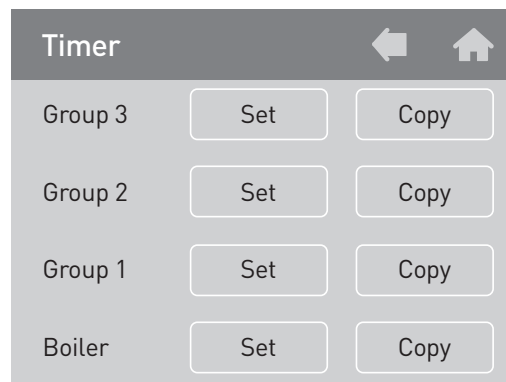 Timer
Group 3 Set Copy
Group 2 Set Copy
Group 1 Set Copy
Boiler Set Copy